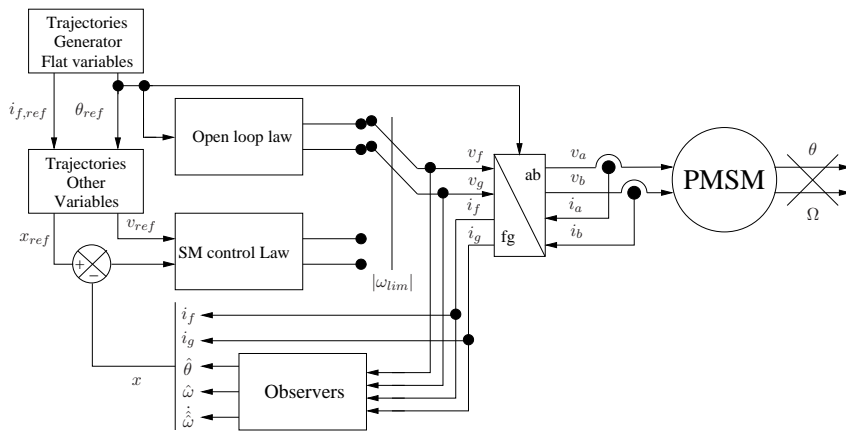 Trajectories
Generator
Flat variables
i_{f,ref}
θ_{ref}
Open loop law
Trajectories
Other
Variables
x_{ref}
v_{ref}
SM control Law
+
−
|ω_{lim}|
v_f
v_g
i_f
i_g
ab
fg
v_a
v_b
i_a
i_b
PMSM
θ
Ω
i_f
i_g
θ̂
ω̂
ω̂̇
x
Observers